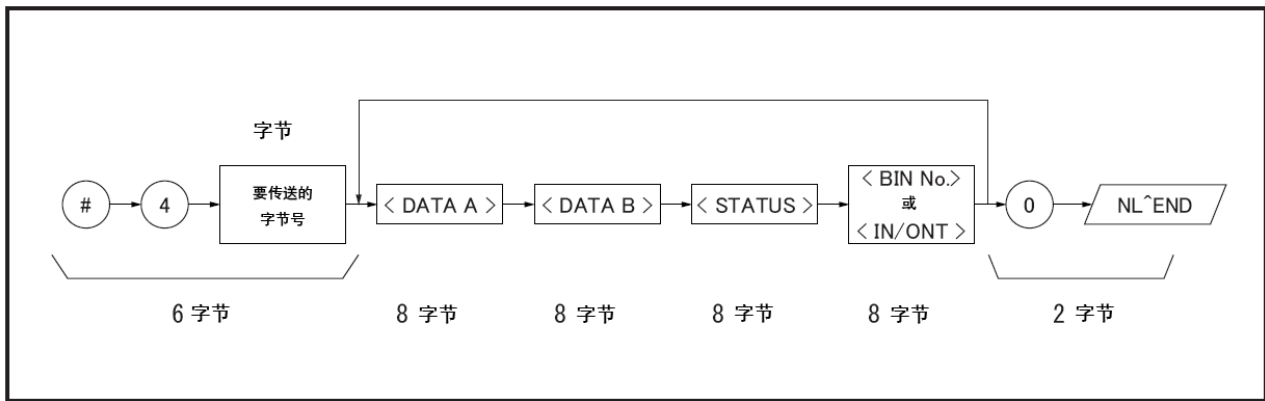 字节
# 4 要传送的 < DATA A > < DATA B > < STATUS > < BIN No.> 0 NL^END
字节号 或
< IN/ONT >
6 字节 8 字节 8 字节 8 字节 8 字节 2 字节